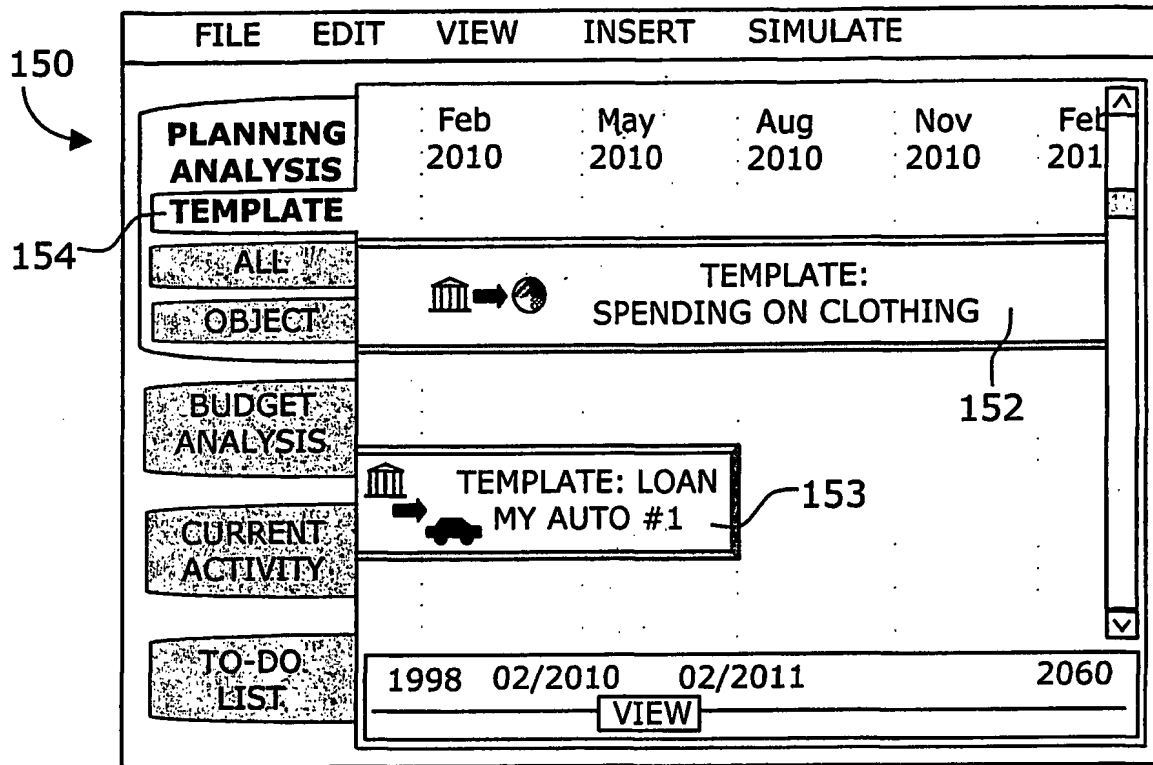 FILE EDIT VIEW INSERT SIMULATE
150
PLANNING
ANALYSIS
TEMPLATE
154
ALL
OBJECT
BUDGET
ANALYSIS
CURRENT
ACTIVITY
TO-DO
LIST
Feb May Aug Nov Feb
2010 2010 2010 2010 201
TEMPLATE:
SPENDING ON CLOTHING
152
TEMPLATE: LOAN
MY AUTO #1
153
1998 02/2010 02/2011 2060
VIEW